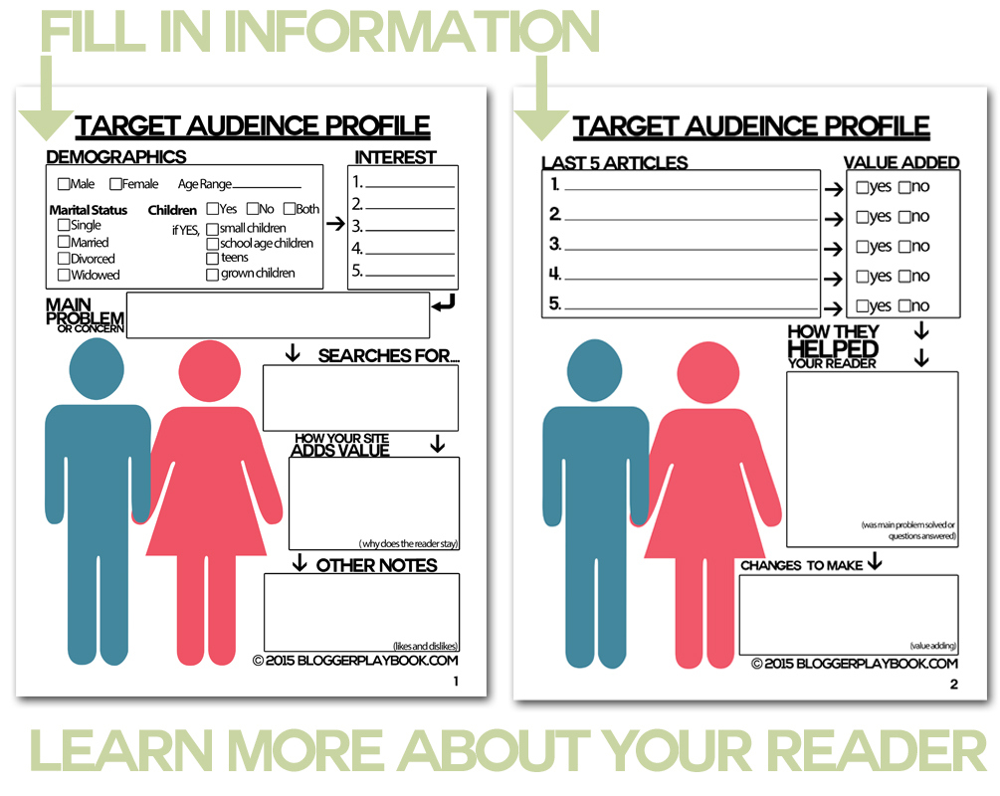 FILL IN INFORMATION
TARGET AUDEINCE PROFILE
DEMOGRAPHICS
Male Female Age Range
Marital Status
Single
Married
Divorced
Widowed
Children Yes No Both
if YES, small children
school age children
teens
grown children
INTEREST
1.
2.
3.
4.
5.
MAIN
PROBLEM
OR CONCERN
SEARCHES FOR....
HOW YOUR SITE
ADDS VALUE
( why does the reader stay)
OTHER NOTES
(likes and dislikes)
© 2015 BLOGGERPLAYBOOK.COM
1
TARGET AUDEINCE PROFILE
LAST 5 ARTICLES
1.
2.
3.
4.
5.
VALUE ADDED
yes no
yes no
yes no
yes no
yes no
HOW THEY
HELPED
YOUR READER
(was main problem solved or
questions answered)
CHANGES TO MAKE
(value adding)
© 2015 BLOGGERPLAYBOOK.COM
2
LEARN MORE ABOUT YOUR READER